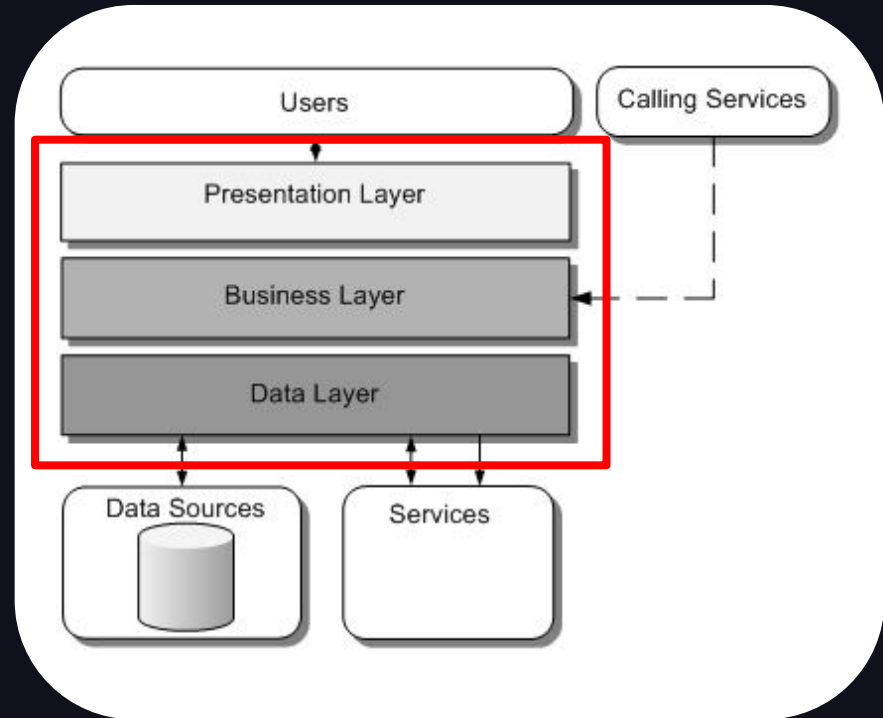 Users
Calling Services
Presentation Layer
Business Layer
Data Layer
Data Sources
Services